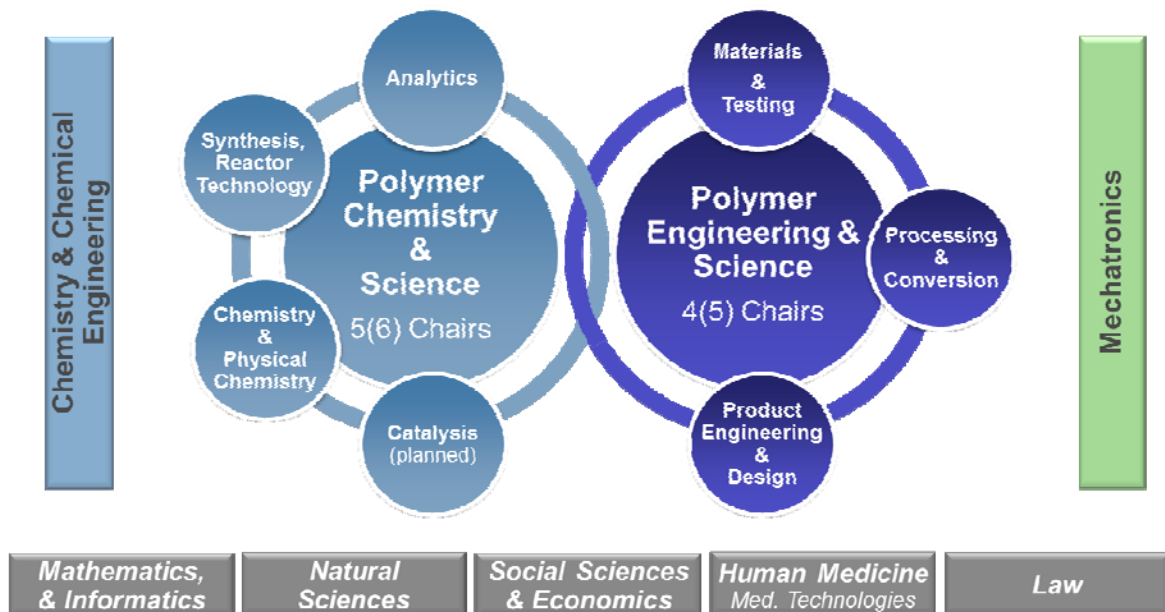 Chemistry & Chemical
Engineering
Analytics
Synthesis,
Reactor
Technology
Chemistry
&
Physical
Chemistry
Catalysis
(planned)
Polymer
Chemistry
&
Science
5(6) Chairs
Materials
&
Testing
Polymer
Engineering &
Science
4(5) Chairs
Processing
&
Conversion
Product
Engineering
&
Design
Mechatronics
Mathematics,
& Informatics
Natural
Sciences
Social Sciences
& Economics
Human Medicine
Med. Technologies
Law